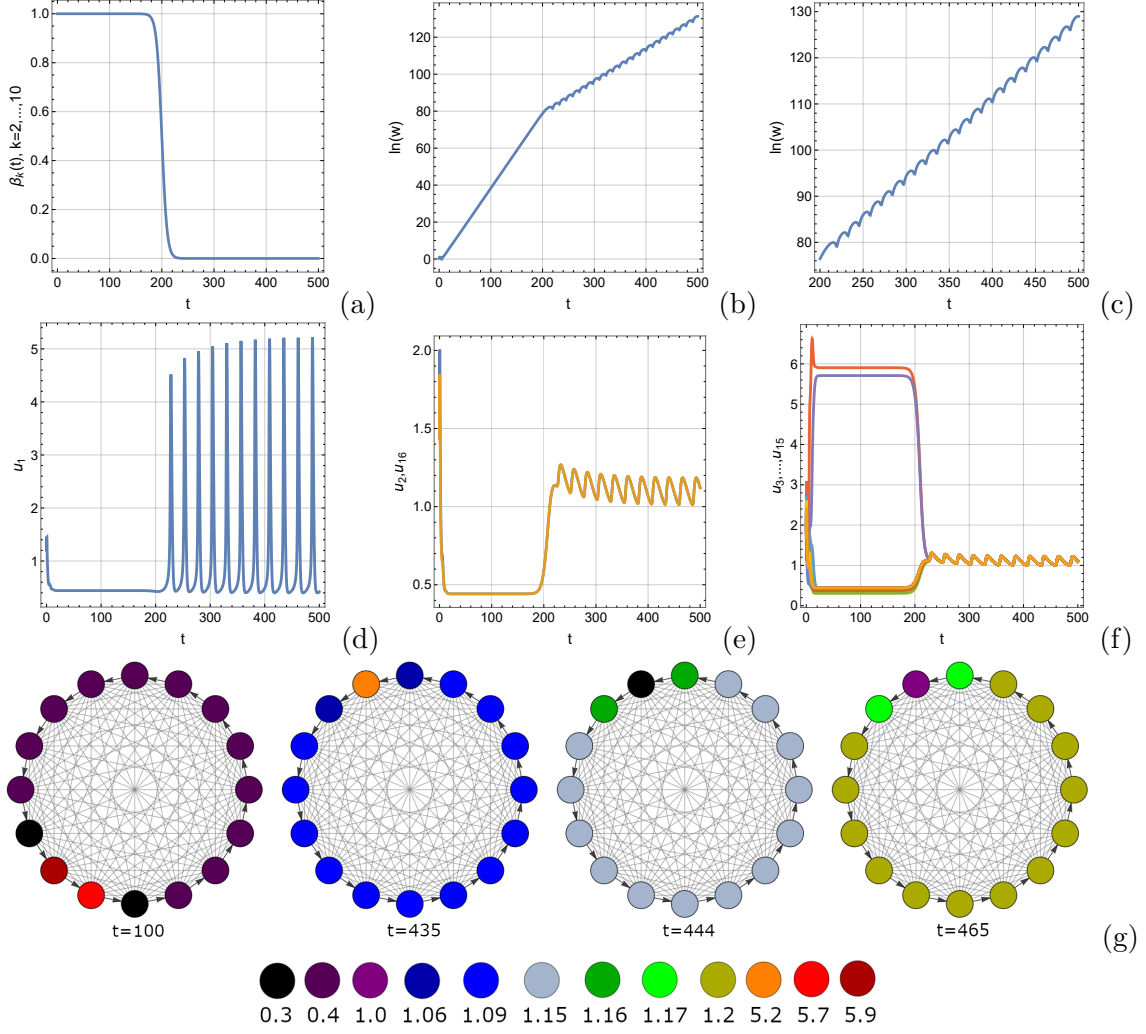 1.0
0.8
0.6
0.4
0.2
0.0
0 100 200 300 400 500
β_k(t), k=2,...,10
t
(a)
120
100
80
60
40
20
0
0 100 200 300 400 500
ln(w)
t
(b)
130
120
110
100
90
80
200 250 300 350 400 450 500
ln(w)
t
(c)
5
4
3
2
1
0 100 200 300 400 500
u_1
t
(d)
2.0
1.5
1.0
0.5
0 100 200 300 400 500
u_2,u_16
t
(e)
6
5
4
3
2
1
0
0 100 200 300 400 500
u_3,...,u_15
t
(f)
t=100 t=435 t=444 t=465
(g)
0.3 0.4 1.0 1.06 1.09 1.15 1.16 1.17 1.2 5.2 5.7 5.9